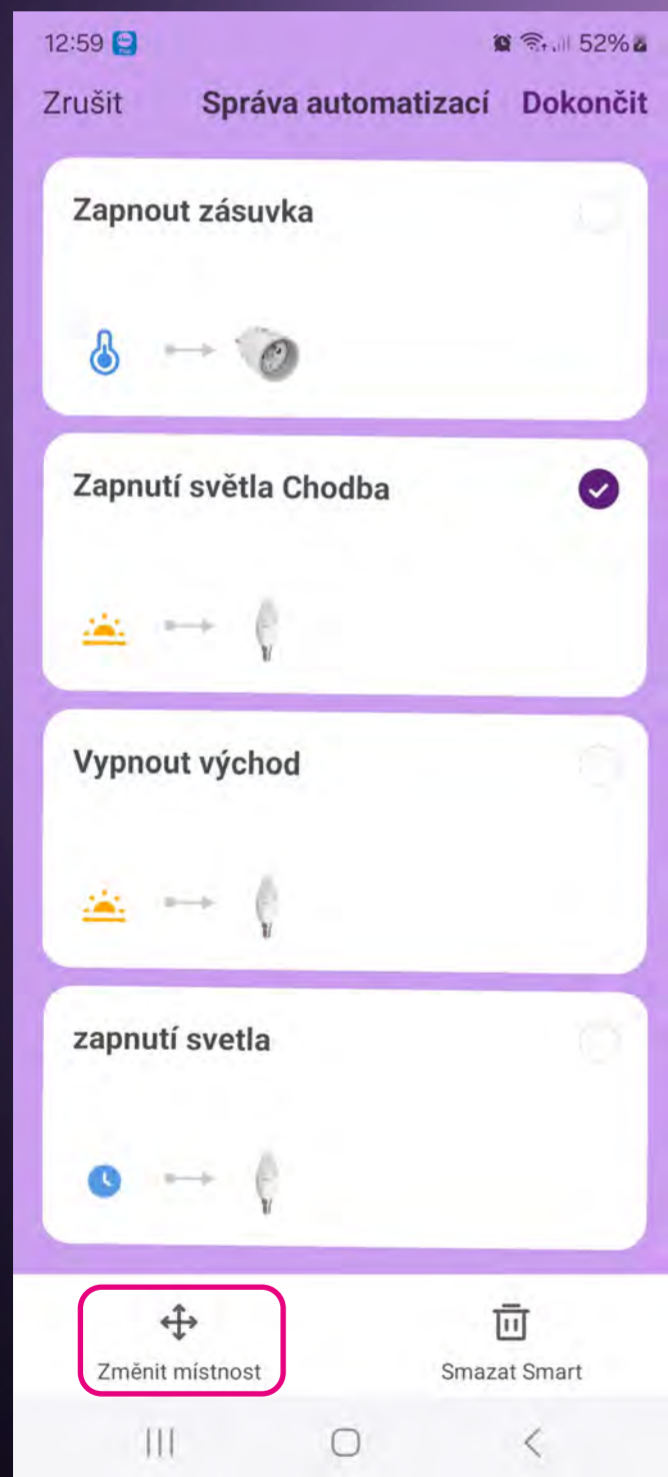 12:59
52%
Zrušit Správa automatizací Dokončit
Zapnout zásuvka
Zapnutí světla Chodba
Vypnout východ
zapnutí svetla
Změnit místnost Smazat Smart